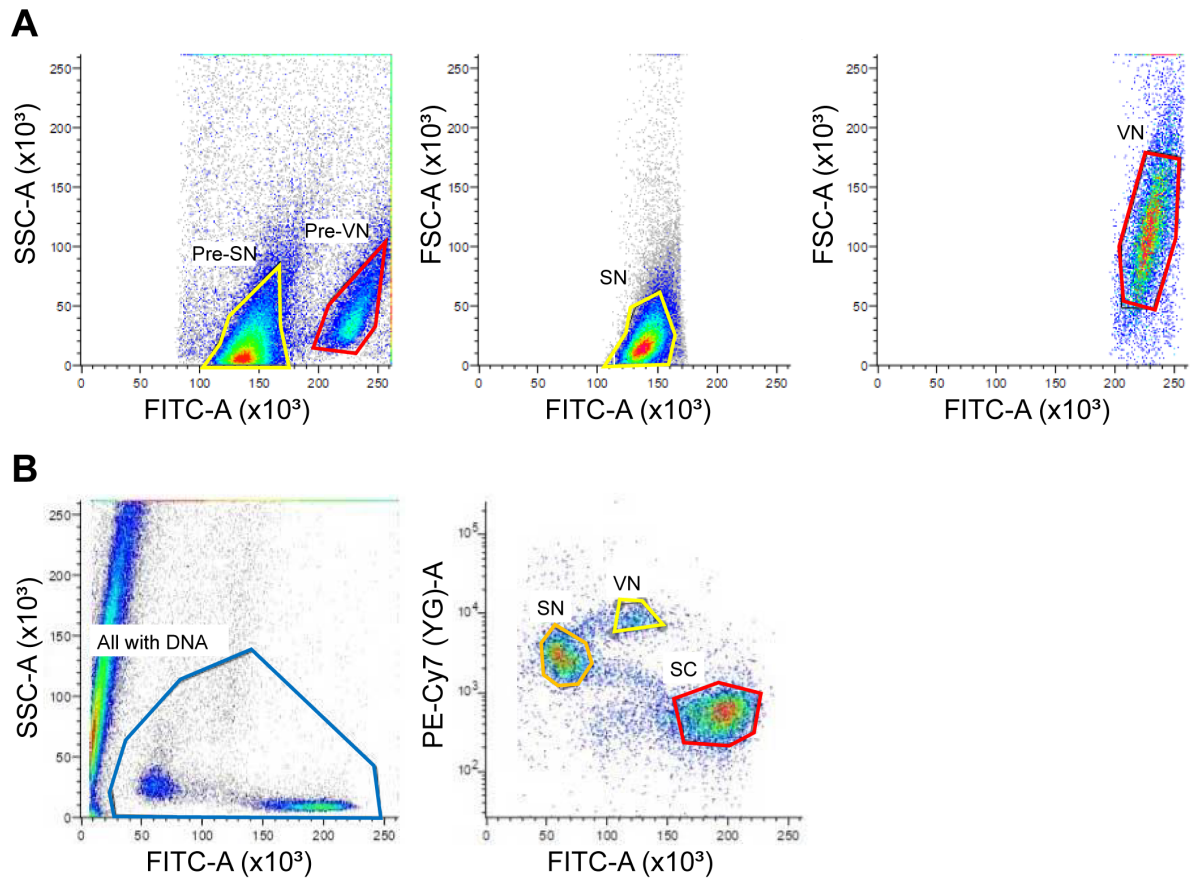 A
SSC-A (x10³)
250
200
150
100
50
0
Pre-SN
Pre-VN
0 50 100 150 200 250
FITC-A (x10³)
FSC-A (x10³)
250
200
150
100
50
0
SN
0 50 100 150 200 250
FITC-A (x10³)
FSC-A (x10³)
250
200
150
100
50
0
VN
0 50 100 150 200 250
FITC-A (x10³)
B
SSC-A (x10³)
250
200
150
100
50
0
All with DNA
0 50 100 150 200 250
FITC-A (x10³)
PE-Cy7 (YG)-A
10⁵
10⁴
10³
10²
SN
VN
SC
0 50 100 150 200 250
FITC-A (x10³)